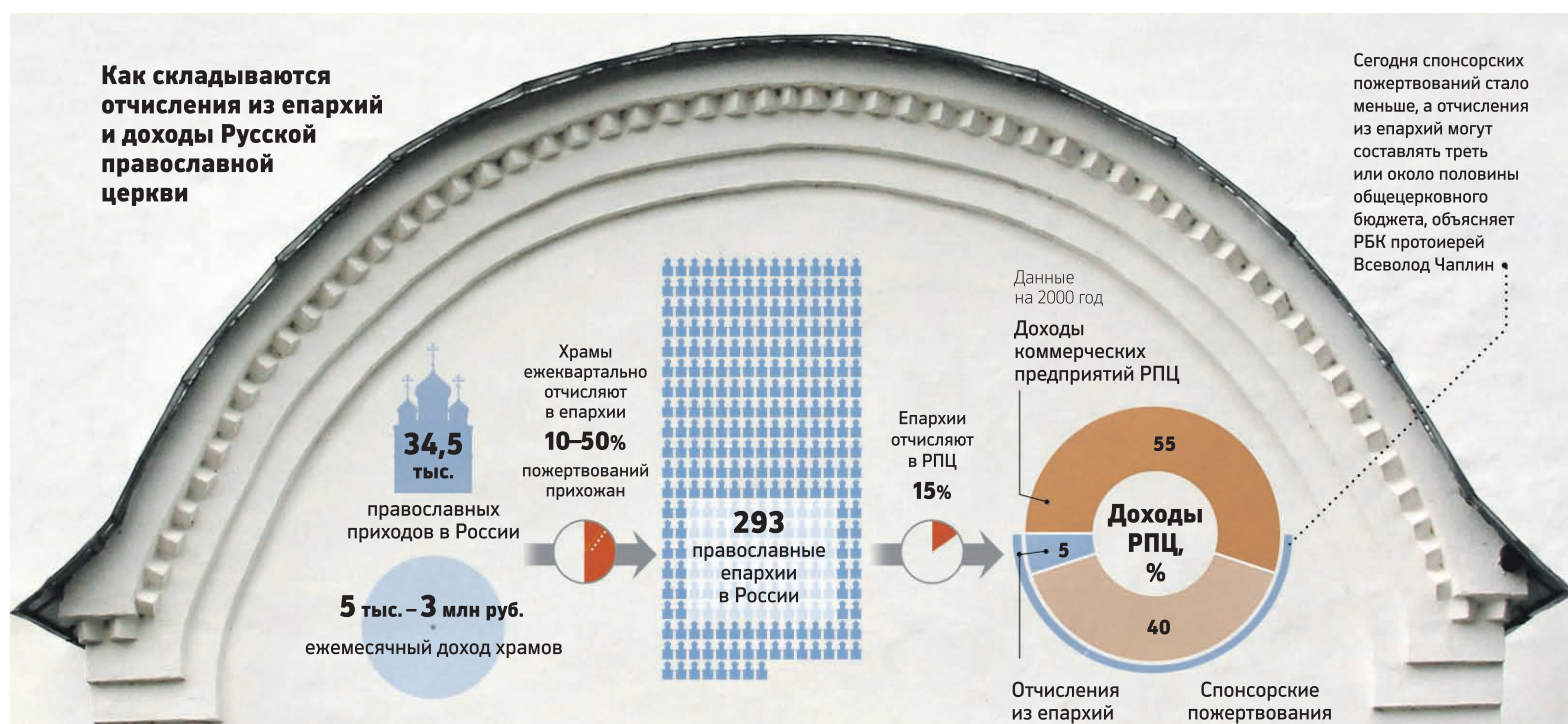 Как складываются
отчисления из епархий
и доходы Русской
православной
церкви
34,5
тыс.
православных
приходов в России
5 тыс. – 3 млн руб.
ежемесячный доход храмов
Храмы
ежеквартально
отчисляют
в епархии
10–50%
пожертвований
прихожан
293
православные
епархии
в России
Епархии
отчисляют
в РПЦ
15%
Данные
на 2000 год
Доходы
коммерческих
предприятий РПЦ
55
Доходы
РПЦ,
%
5
40
Отчисления
из епархий
Спонсорские
пожертвования
Сегодня спонсорских
пожертвований стало
меньше, а отчисления
из епархий могут
составлять треть
или около половины
общецерковного
бюджета, объясняет
РБК протоиерей
Всеволод Чаплин